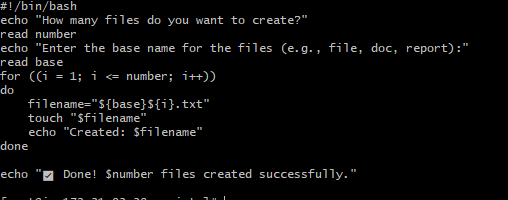 #!/bin/bash
echo "How many files do you want to create?"
read number
echo "Enter the base name for the files (e.g., file, doc, report):"
read base
for ((i = 1; i <= number; i++))
do
    filename="${base}${i}.txt"
    touch "$filename"
    echo "Created: $filename"
done

echo "☑ Done! $number files created successfully."